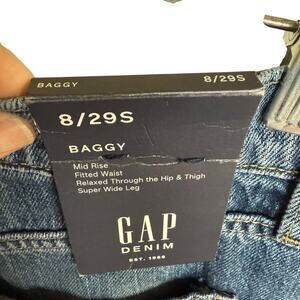 BAGGY 8/29S
8/29S
BAGGY
Mid Rise
Fitted Waist
Relaxed Through the Hip & Thigh
Super Wide Leg
GAP
DENIM
EST. 1969